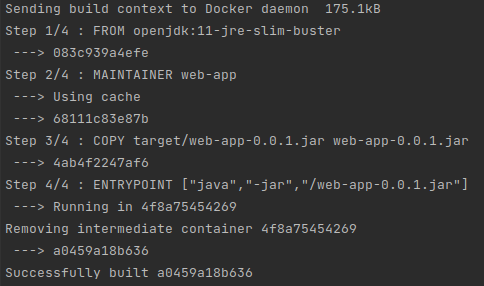 Sending build context to Docker daemon  175.1kB
Step 1/4 : FROM openjdk:11-jre-slim-buster
 ---> 083c939a4efe
Step 2/4 : MAINTAINER web-app
 ---> Using cache
 ---> 68111c83e87b
Step 3/4 : COPY target/web-app-0.0.1.jar web-app-0.0.1.jar
 ---> 4ab4f2247af6
Step 4/4 : ENTRYPOINT ["java","-jar","/web-app-0.0.1.jar"]
 ---> Running in 4f8a75454269
Removing intermediate container 4f8a75454269
 ---> a0459a18b636
Successfully built a0459a18b636